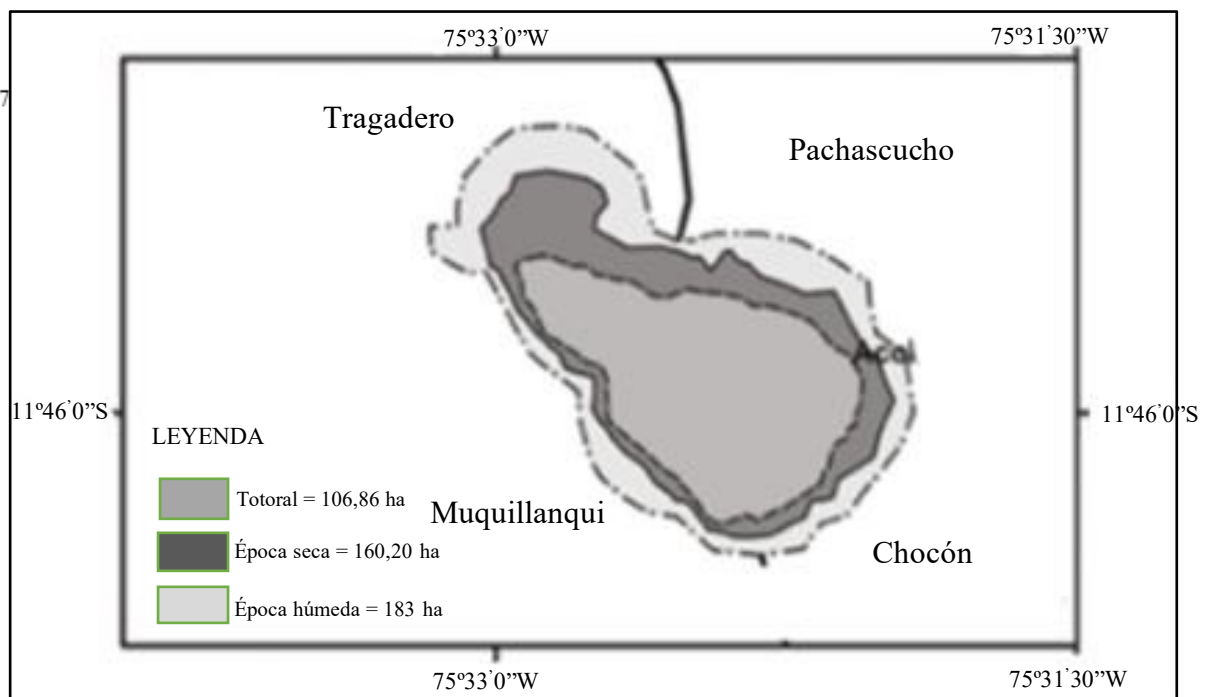 75º33’0”W
75º31’30”W
7
Tragadero
Pachascucho
11º46’0”S
11º46’0”S
LEYENDA
Totoral = 106,86 ha
Muquillanqui
Época seca = 160,20 ha
Chocón
Época húmeda = 183 ha
75º33’0”W
75º31’30”W